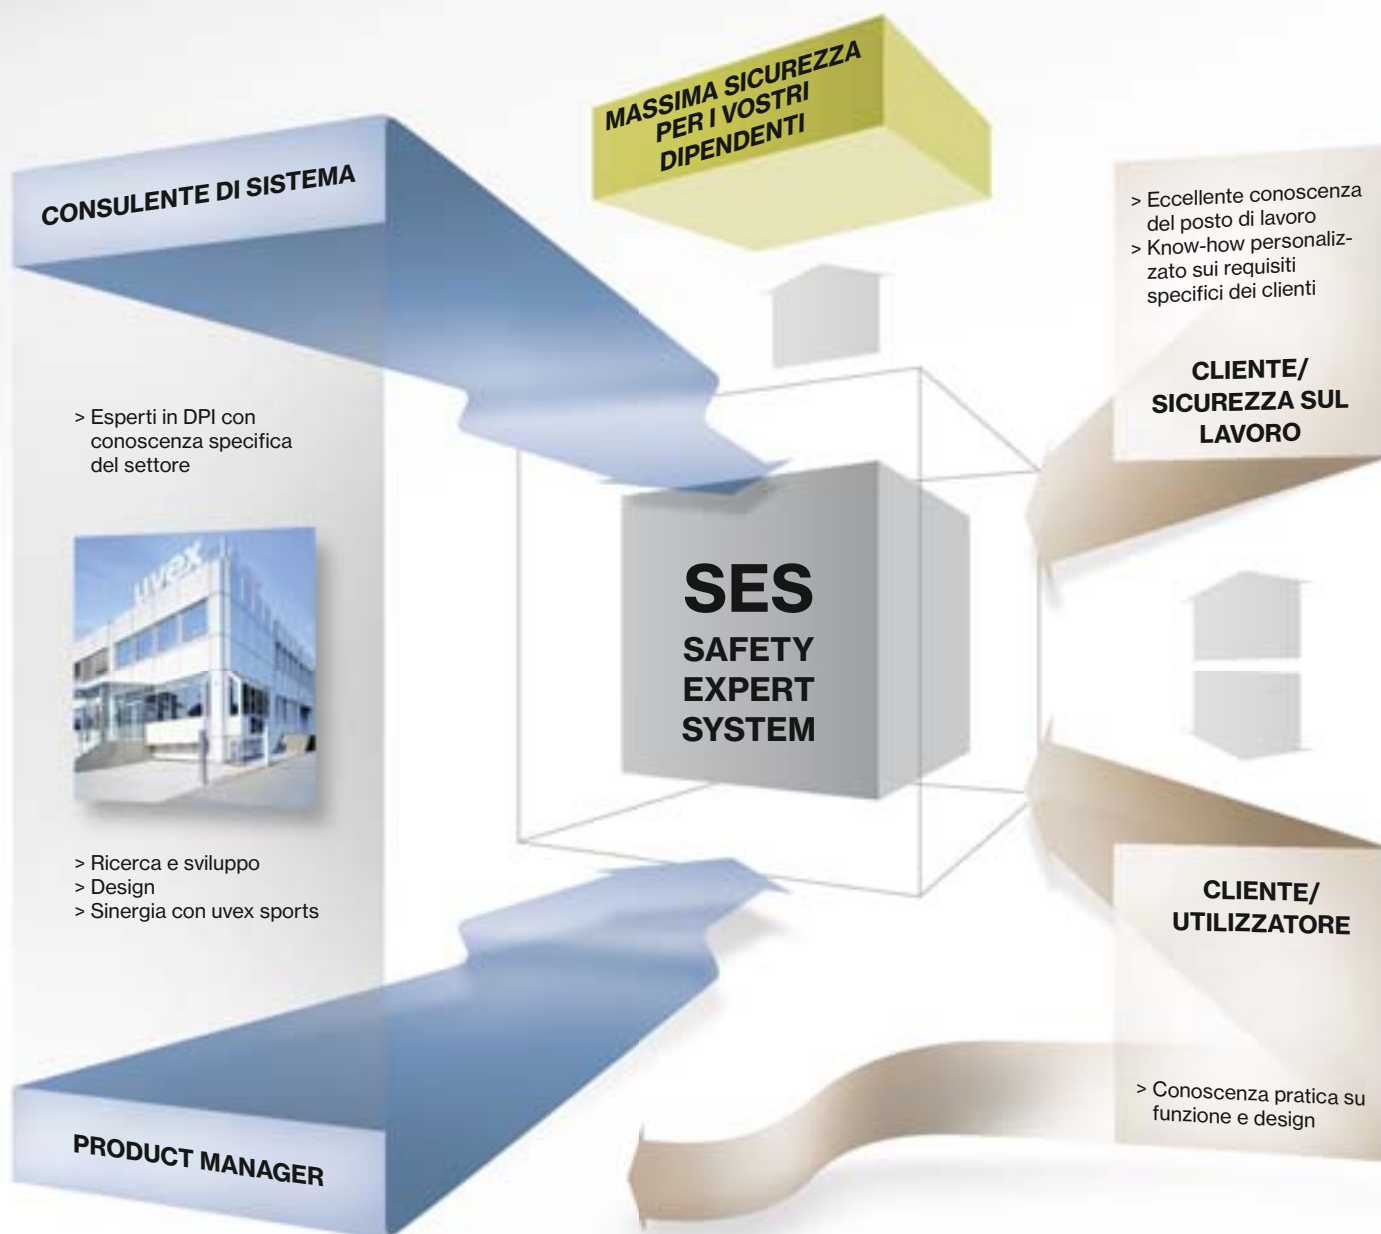 MASSIMA SICUREZZA
PER I VOSTRI
DIPENDENTI
CONSULENTE DI SISTEMA
> Esperti in DPI con
conoscenza specifica
del settore
uvex
> Ricerca e sviluppo
> Design
> Sinergia con uvex sports
PRODUCT MANAGER
SES
SAFETY
EXPERT
SYSTEM
> Eccellente conoscenza
del posto di lavoro
> Know-how personaliz-
zato sui requisiti
specifici dei clienti
CLIENTE/
SICUREZZA SUL
LAVORO
CLIENTE/
UTILIZZATORE
> Conoscenza pratica su
funzione e design